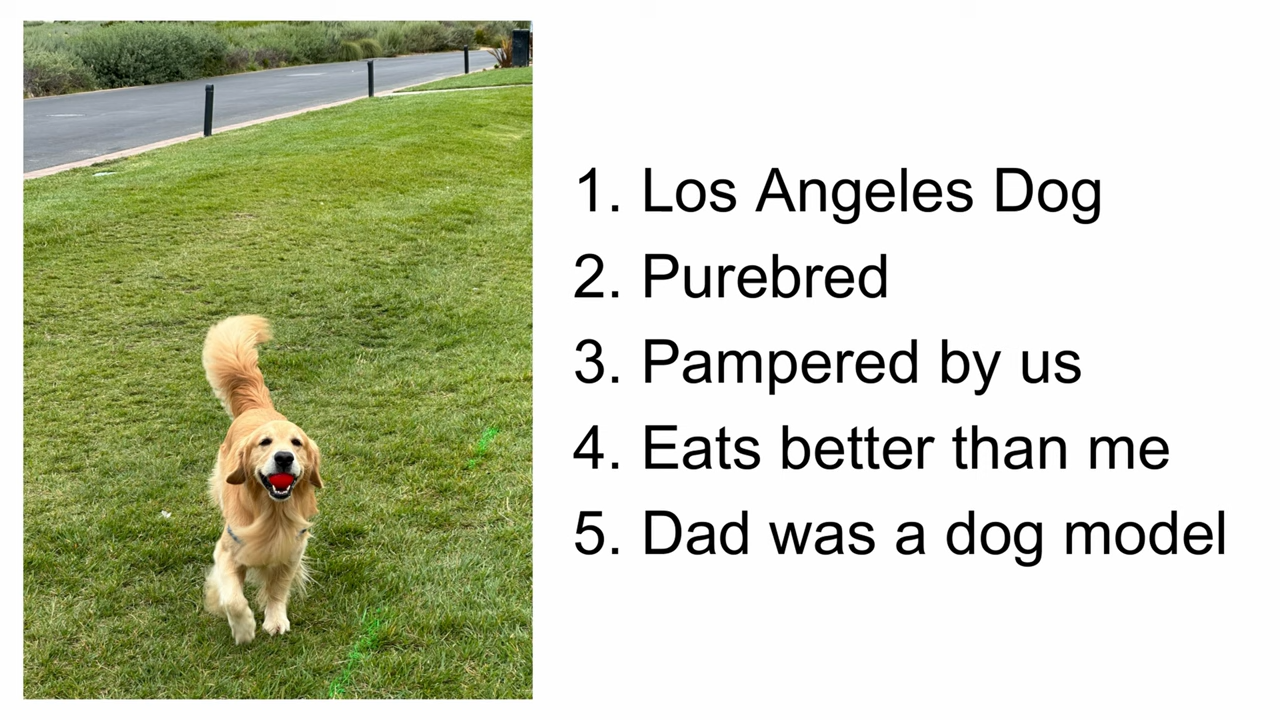 1. Los Angeles Dog
2. Purebred
3. Pampered by us
4. Eats better than me
5. Dad was a dog model